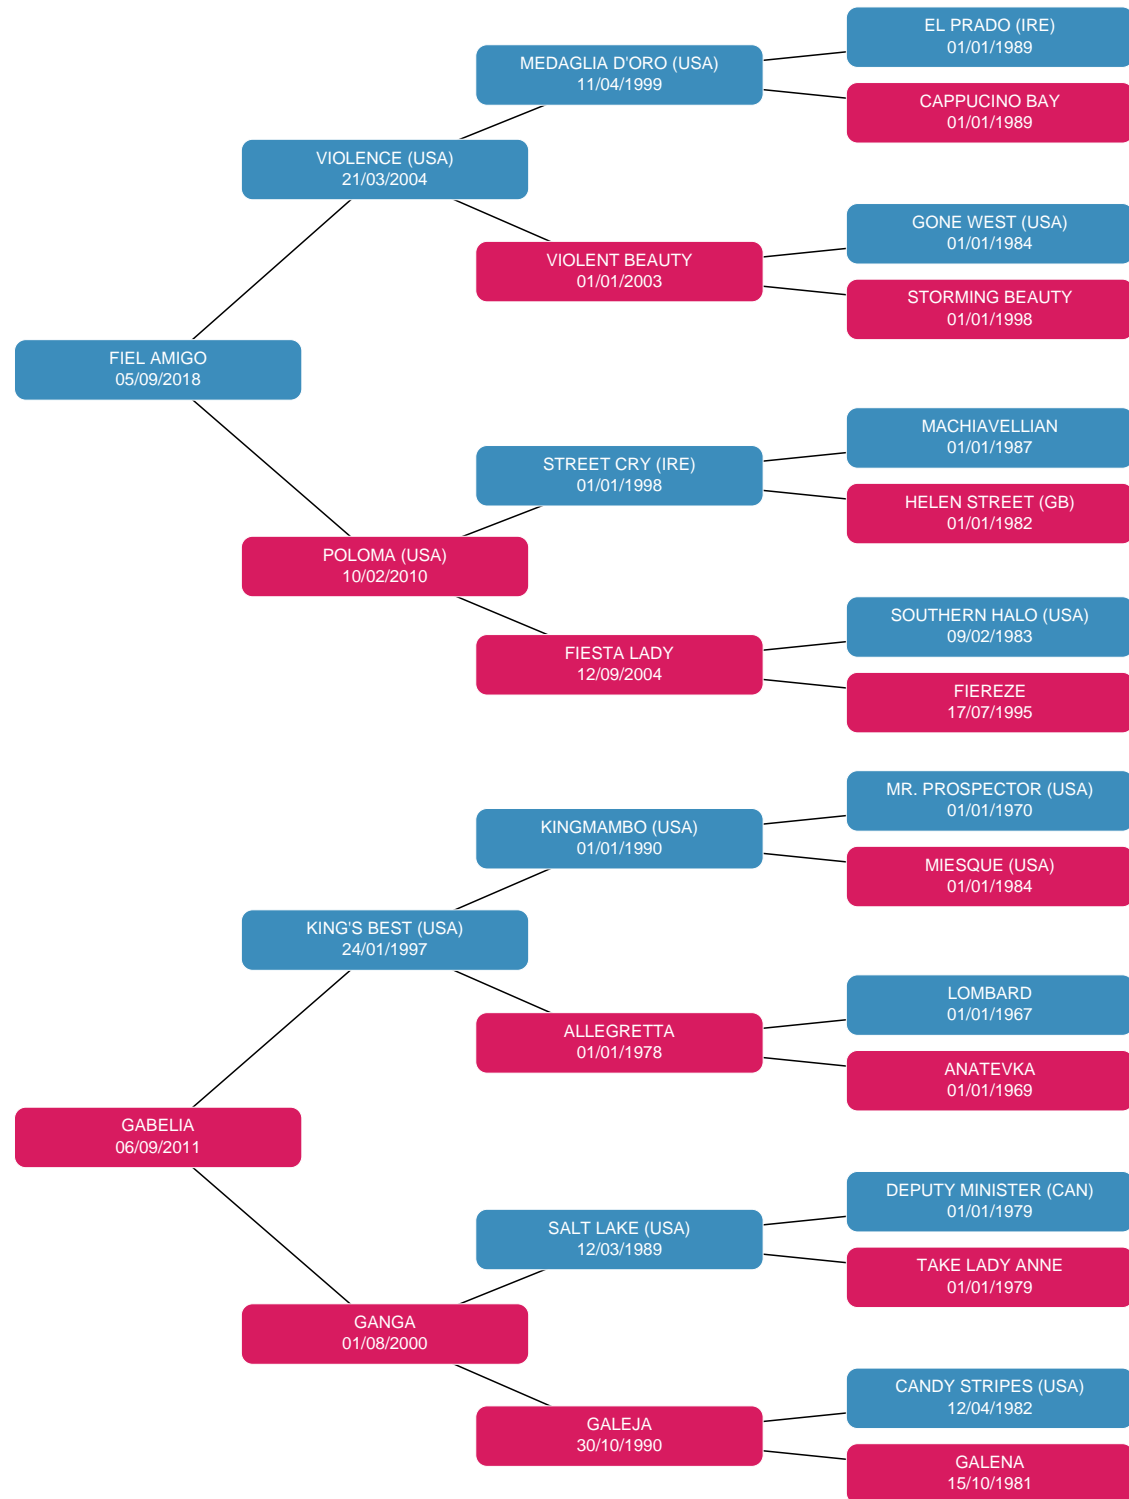 EL PRADO (IRE)
01/01/1989
MEDAGLIA D'ORO (USA)
11/04/1999
CAPPUCINO BAY
01/01/1989
VIOLENCE (USA)
21/03/2004
GONE WEST (USA)
01/01/1984
VIOLENT BEAUTY
01/01/2003
STORMING BEAUTY
01/01/1998
FIEL AMIGO
05/09/2018
MACHIAVELLIAN
01/01/1987
STREET CRY (IRE)
01/01/1998
HELEN STREET (GB)
01/01/1982
POLOMA (USA)
10/02/2010
SOUTHERN HALO (USA)
09/02/1983
FIESTA LADY
12/09/2004
FIEREZE
17/07/1995
MR. PROSPECTOR (USA)
01/01/1970
KINGMAMBO (USA)
01/01/1990
MIESQUE (USA)
01/01/1984
KING'S BEST (USA)
24/01/1997
LOMBARD
01/01/1967
ALLEGRETTA
01/01/1978
ANATEVKA
01/01/1969
GABELIA
06/09/2011
DEPUTY MINISTER (CAN)
01/01/1979
SALT LAKE (USA)
12/03/1989
TAKE LADY ANNE
01/01/1979
GANGA
01/08/2000
CANDY STRIPES (USA)
12/04/1982
GALEJA
30/10/1990
GALENA
15/10/1981